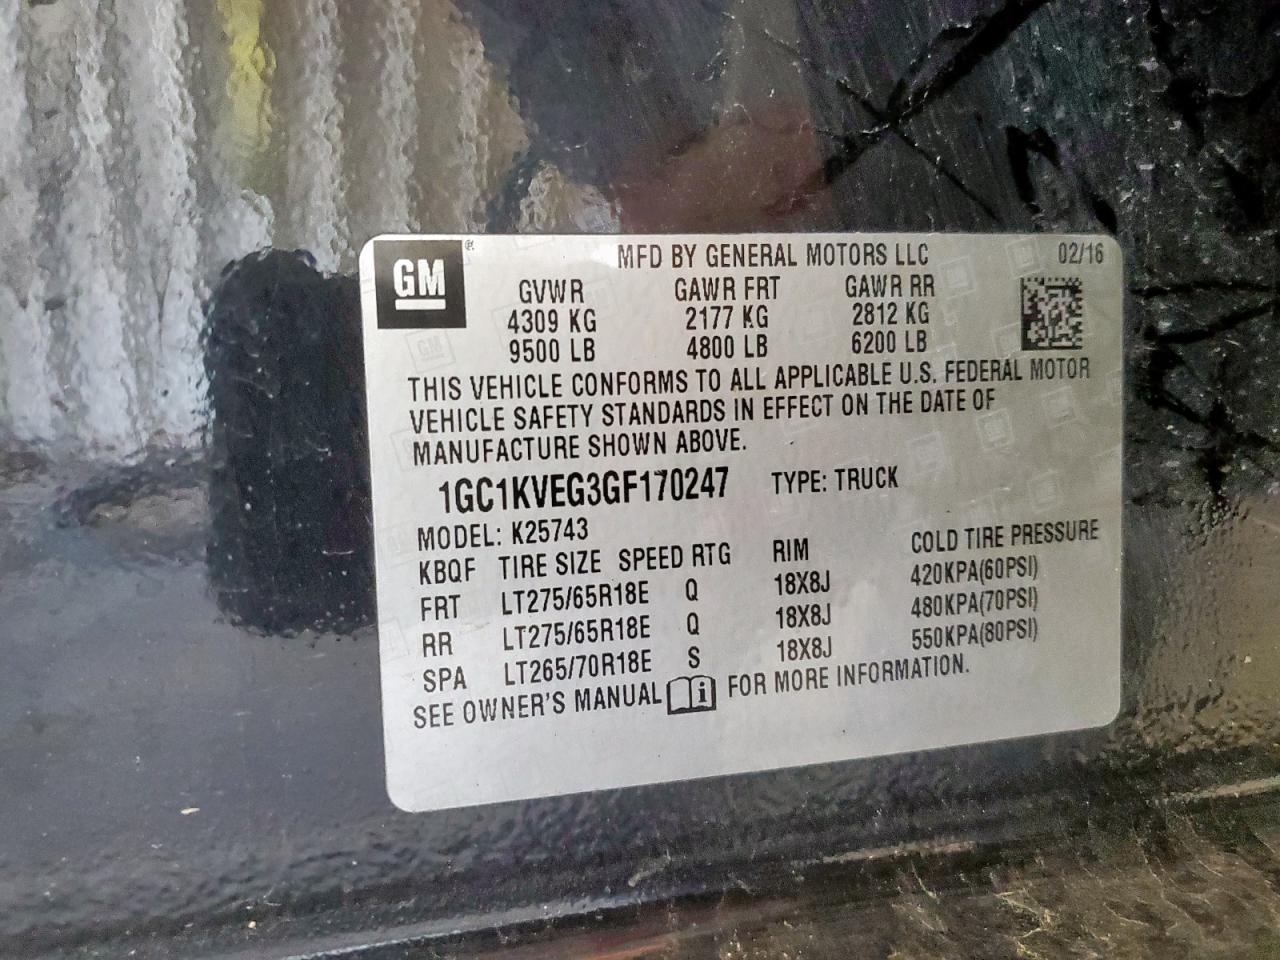 GM
MFD BY GENERAL MOTORS LLC 02/16
GVWR GAWR FRT GAWR RR
4309 KG 2177 KG 2812 KG
9500 LB 4800 LB 6200 LB
THIS VEHICLE CONFORMS TO ALL APPLICABLE U.S. FEDERAL MOTOR
VEHICLE SAFETY STANDARDS IN EFFECT ON THE DATE OF
MANUFACTURE SHOWN ABOVE.
1GC1KVEG3GF170247 TYPE: TRUCK
MODEL: K25743
KBQF TIRE SIZE SPEED RTG RIM COLD TIRE PRESSURE
FRT LT275/65R18E Q 18X8J 420KPA(60PSI)
RR LT275/65R18E Q 18X8J 480KPA(70PSI)
SPA LT265/70R18E S 18X8J 550KPA(80PSI)
SEE OWNER'S MANUAL FOR MORE INFORMATION.